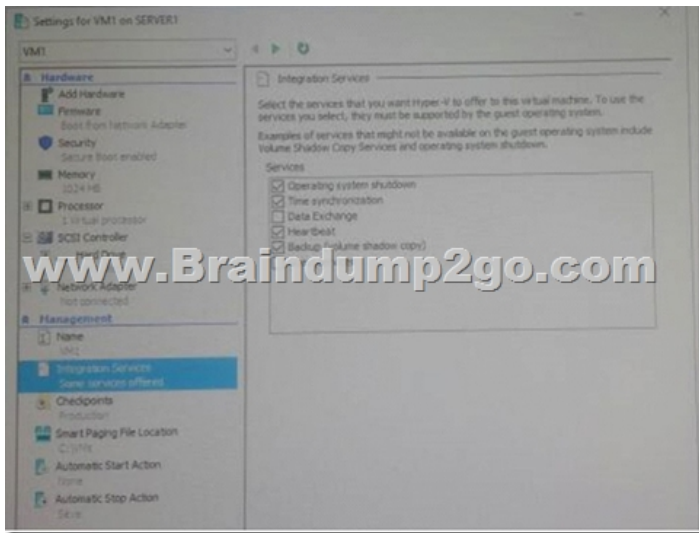 Settings for VM1 on SERVER1
VM1
Hardware
Add Hardware
Firmware
Boot from Network Adapter
Security
Secure Boot enabled
Memory
1024 MB
Processor
1 Virtual processor
SCSI Controller
Hard Drive
Network Adapter
Not connected
Management
Name
VM1
Integration Services
Some services offered
Checkpoints
Production
Smart Paging File Location
Automatic Start Action
None
Automatic Stop Action
Save
Integration Services
Select the services that you want Hyper-V to offer to this virtual machine. To use the
services you select, they must be supported by the guest operating system.
Examples of services that might not be available on the guest operating system include
Volume Shadow Copy Services and operating system shutdown.
Services
Operating system shutdown
Time synchronization
Data Exchange
Heartbeat
Backup (volume shadow copy)
www.Braindump2go.com